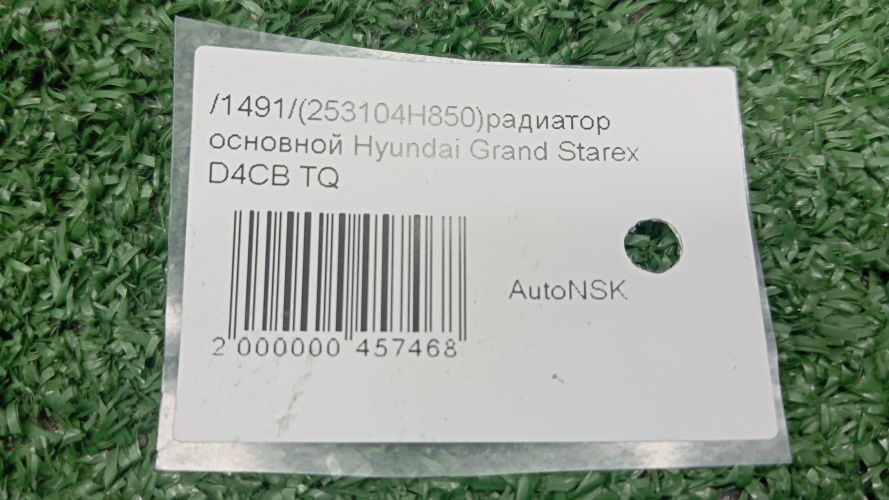 /1491/(253104H850)радиатор
основной Hyundai Grand Starex
D4CB TQ
AutoNSK
2 000000 457468